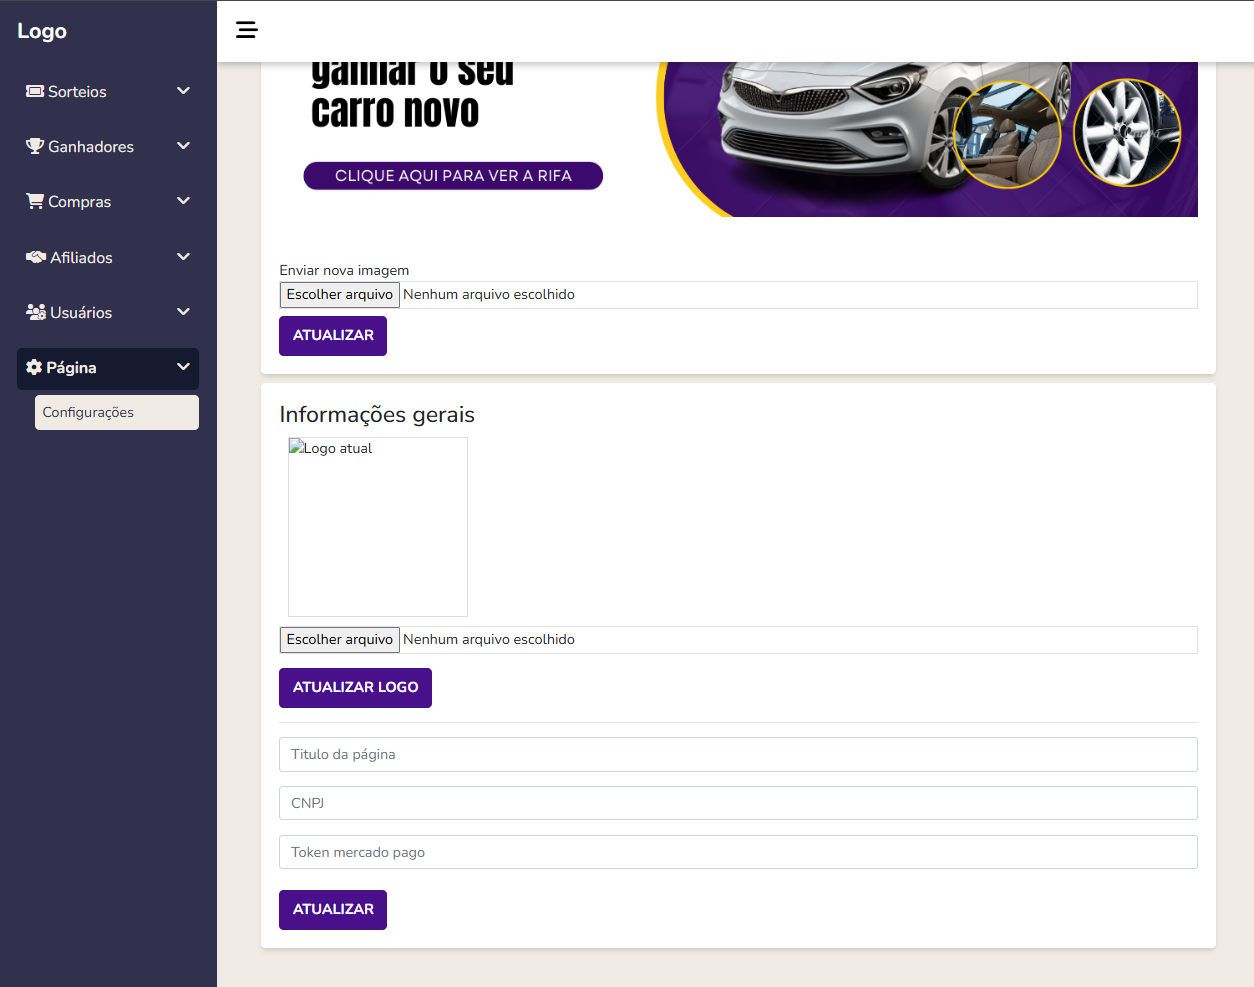 Logo
Sorteios
Ganhadores
Compras
Afiliados
Usuários
Página
Configurações
ganhar o seu
carro novo
CLIQUE AQUI PARA VER A RIFA
Enviar nova imagem
Escolher arquivo Nenhum arquivo escolhido
ATUALIZAR
Informações gerais
Logo atual
Escolher arquivo Nenhum arquivo escolhido
ATUALIZAR LOGO
Titulo da página
CNPJ
Token mercado pago
ATUALIZAR